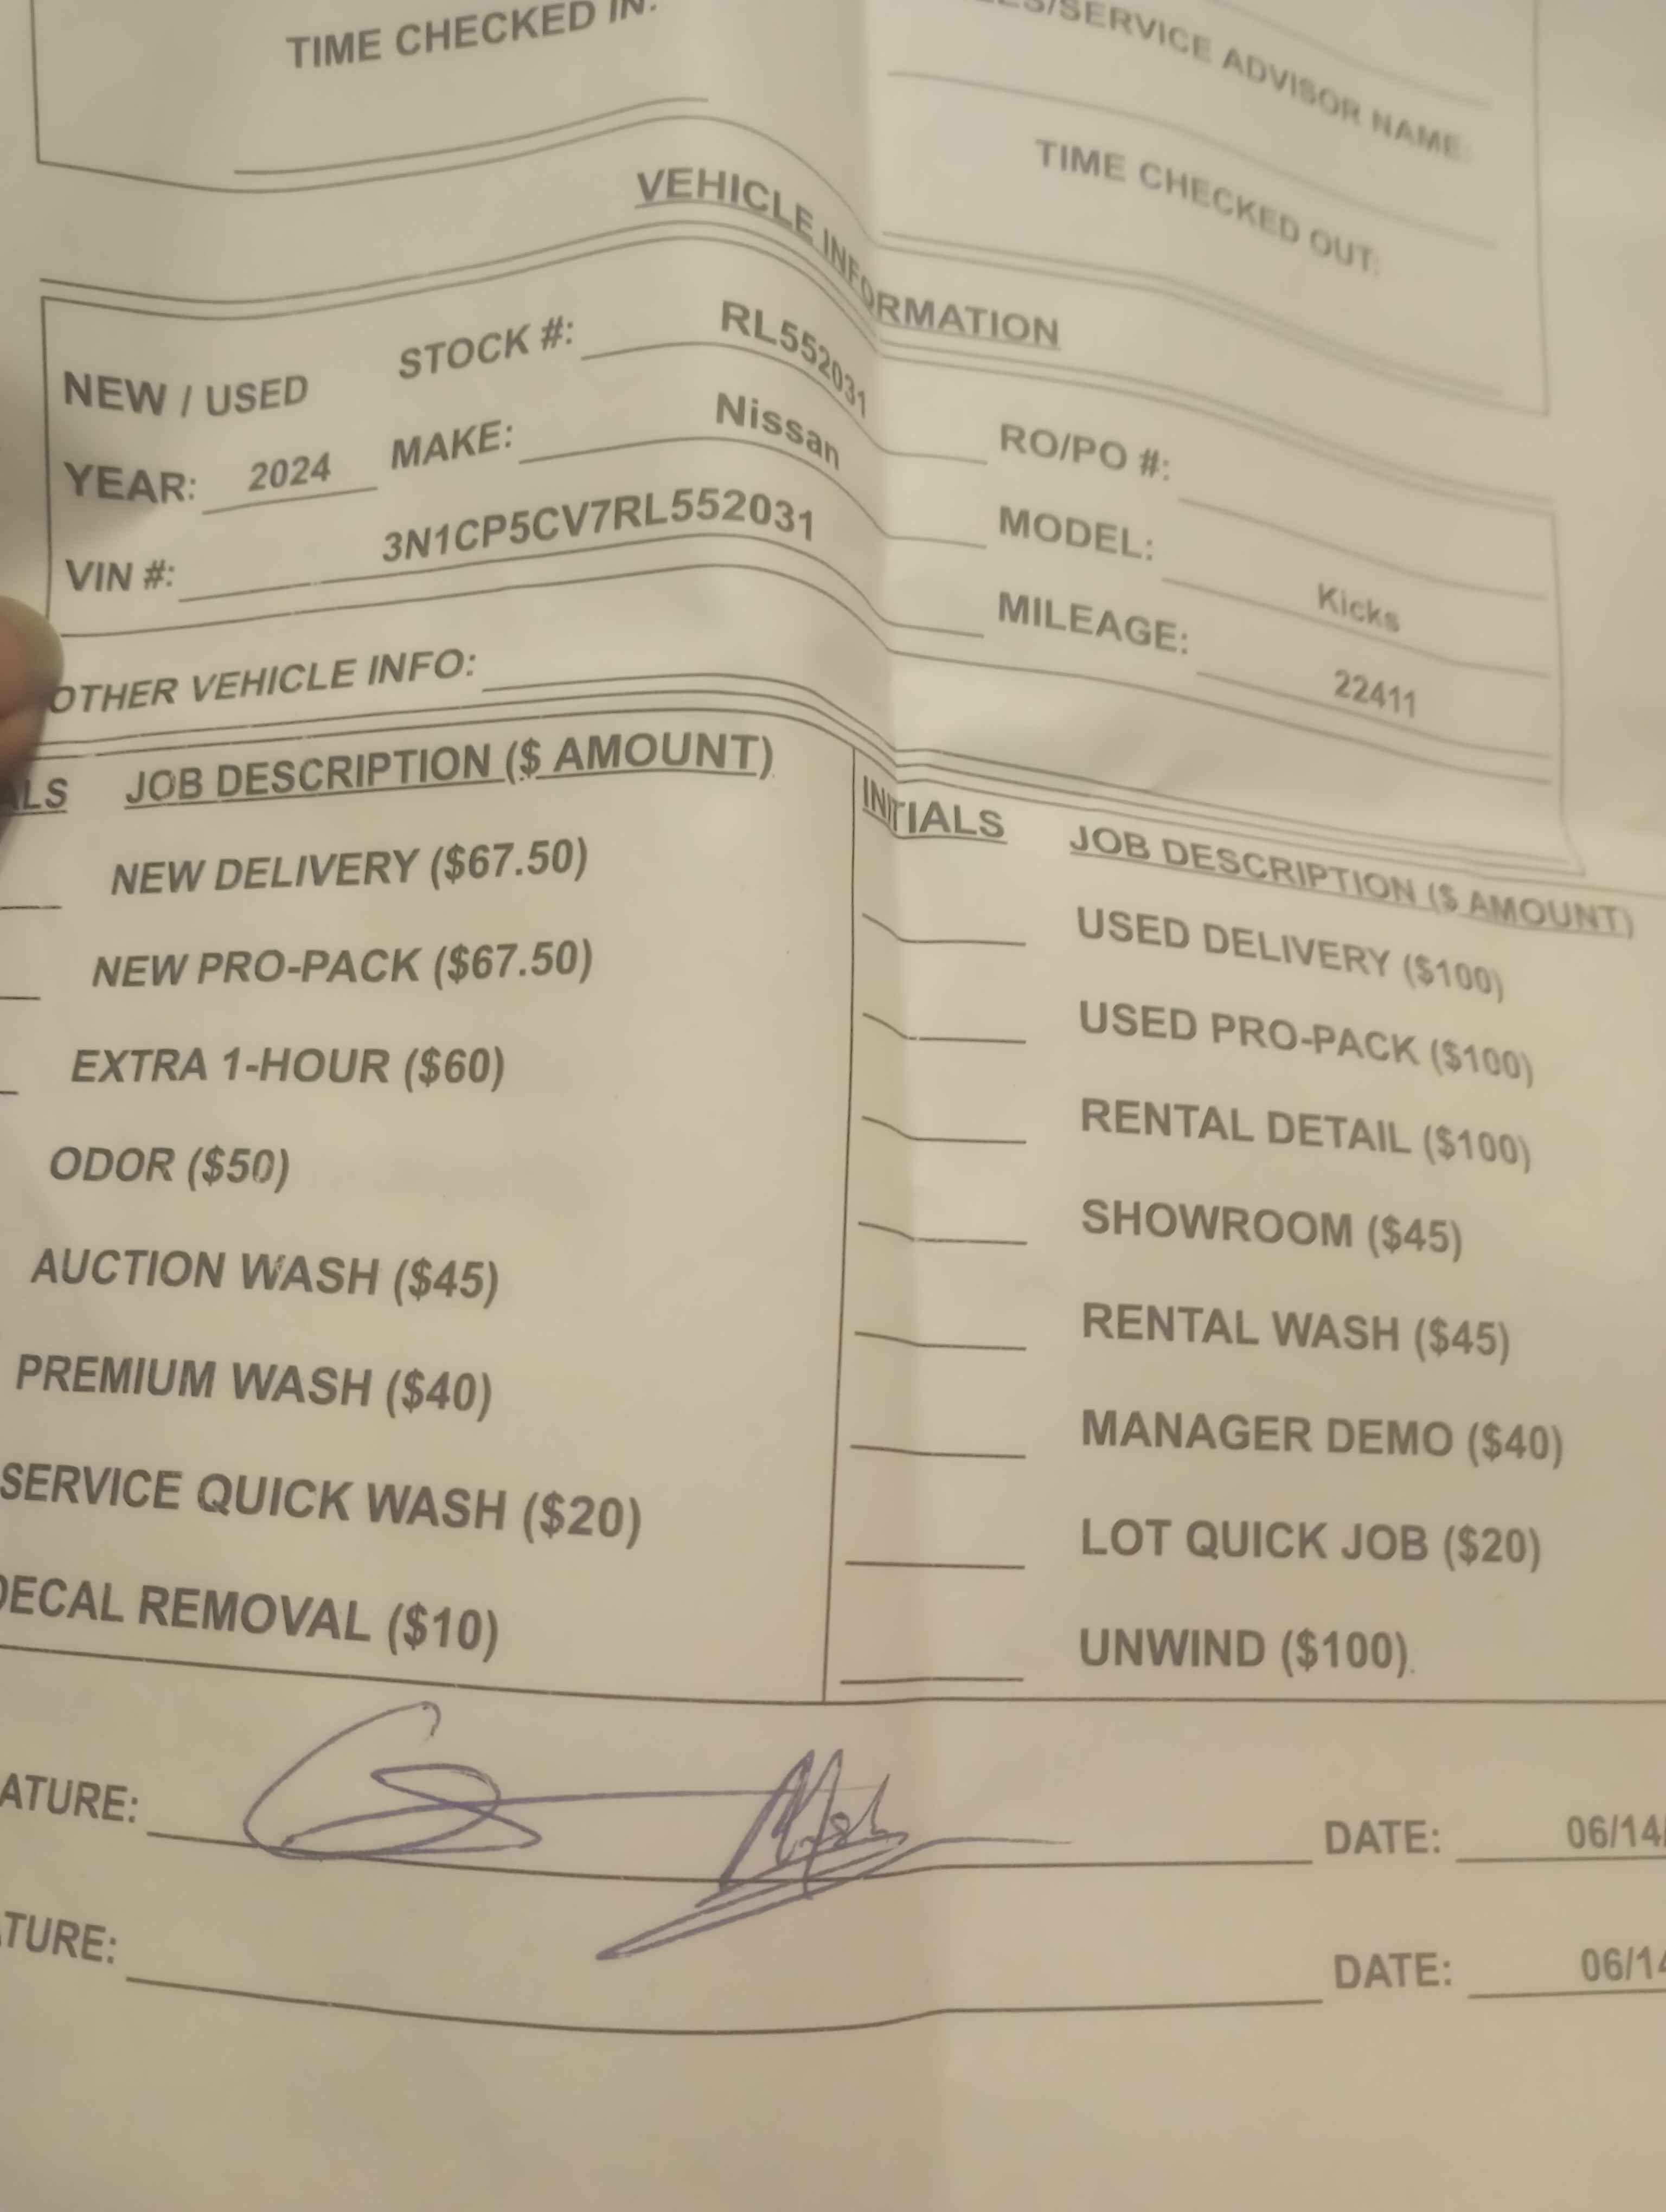 TIME CHECKED IN:
/SERVICE ADVISOR NAME:
TIME CHECKED OUT:
VEHICLE INFORMATION
NEW / USED STOCK #: RL552031 RO/PO #:
YEAR: 2024 MAKE: Nissan MODEL: Kicks
VIN #: 3N1CP5CV7RL552031 MILEAGE: 22411
OTHER VEHICLE INFO:
ALS JOB DESCRIPTION ($ AMOUNT) INITIALS JOB DESCRIPTION ($ AMOUNT)
NEW DELIVERY ($67.50) USED DELIVERY ($100)
NEW PRO-PACK ($67.50) USED PRO-PACK ($100)
EXTRA 1-HOUR ($60) RENTAL DETAIL ($100)
ODOR ($50) SHOWROOM ($45)
AUCTION WASH ($45) RENTAL WASH ($45)
PREMIUM WASH ($40) MANAGER DEMO ($40)
SERVICE QUICK WASH ($20) LOT QUICK JOB ($20)
DECAL REMOVAL ($10) UNWIND ($100)
ATURE: DATE: 06/14/
TURE: DATE: 06/14